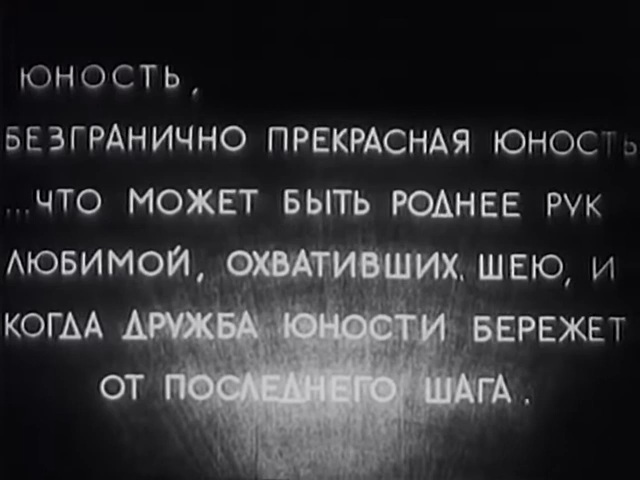 ЮНОСТЬ,
БЕЗГРАНИЧНО ПРЕКРАСНАЯ ЮНОСТЬ
...ЧТО МОЖЕТ БЫТЬ РОДНЕЕ РУК
ЛЮБИМОЙ, ОХВАТИВШИХ. ШЕЮ, И
КОГДА ДРУЖБА ЮНОСТИ БЕРЕЖЕТ
ОТ ПОСЛЕДНЕГО ШАГА.